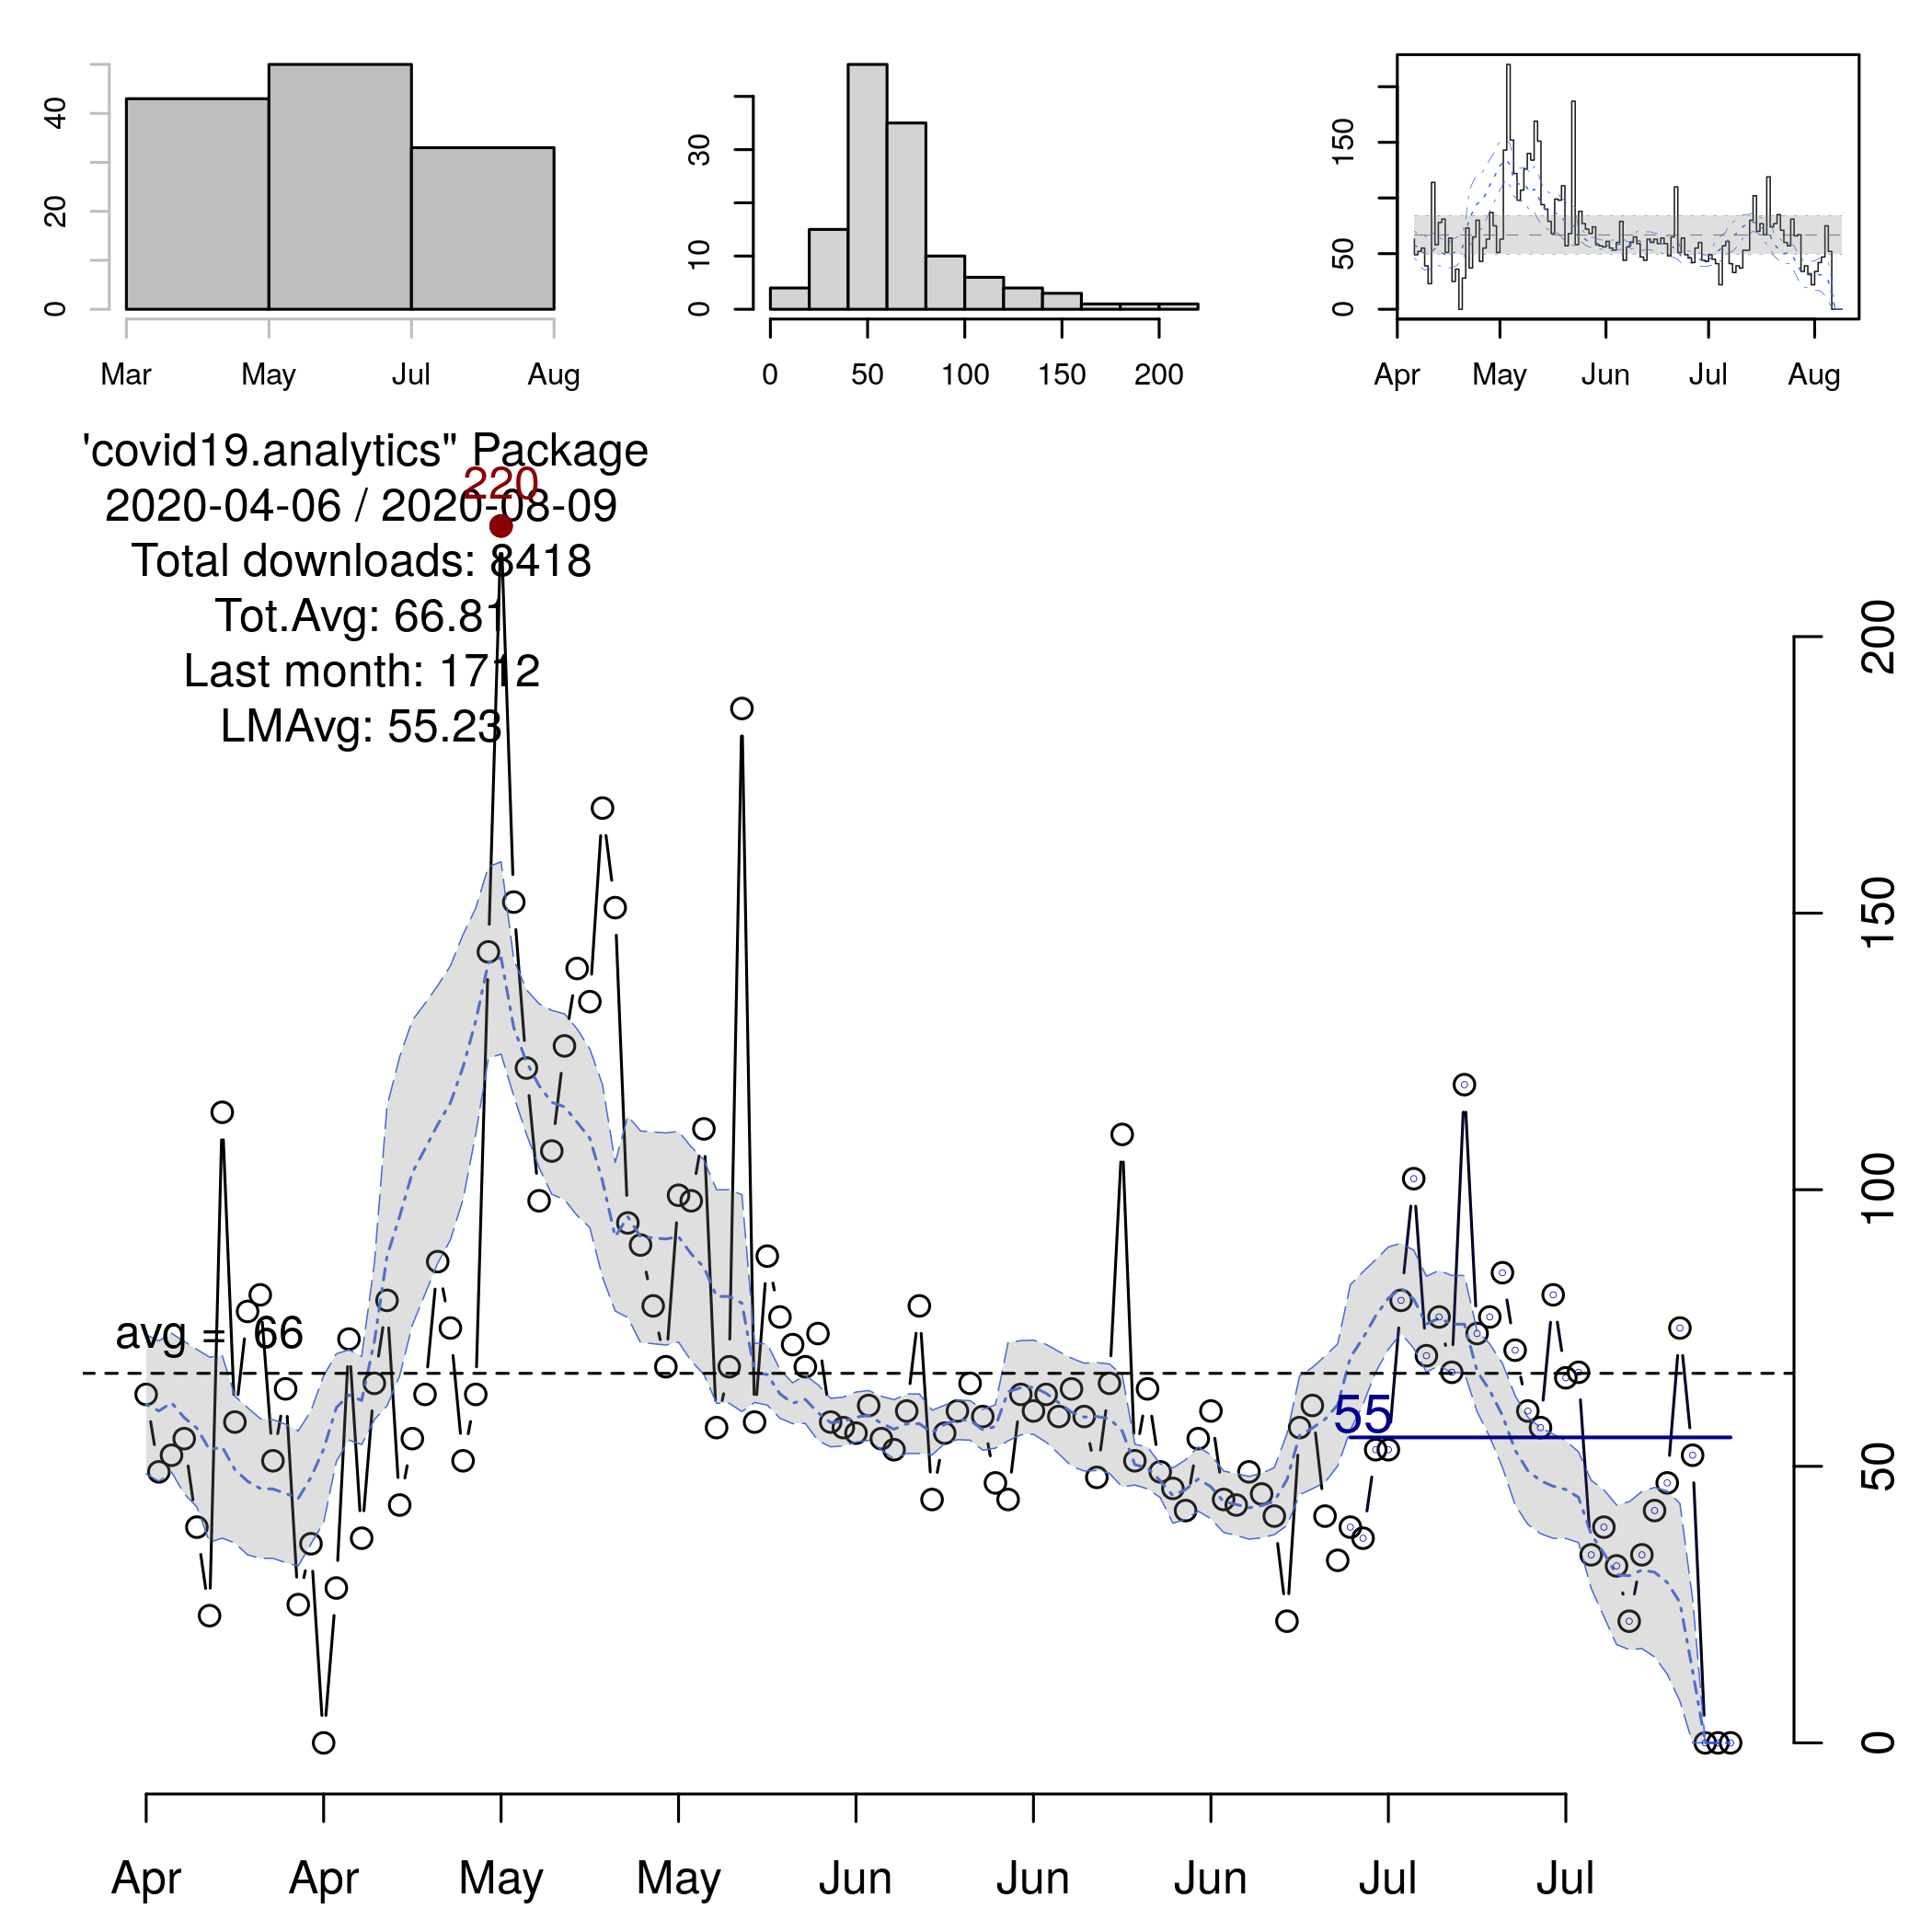 40
20
0
Mar May Jul Aug
30
10
0
0 50 100 150 200
150
50
0
Apr May Jun Jul Aug
'covid19.analytics" Package
220
2020-04-06 / 2020-08-09
Total downloads: 8418
Tot.Avg: 66.81
Last month: 1712
LMAvg: 55.23
200
150
100
50
0
avg = 66
55
Apr Apr May May Jun Jun Jun Jul Jul